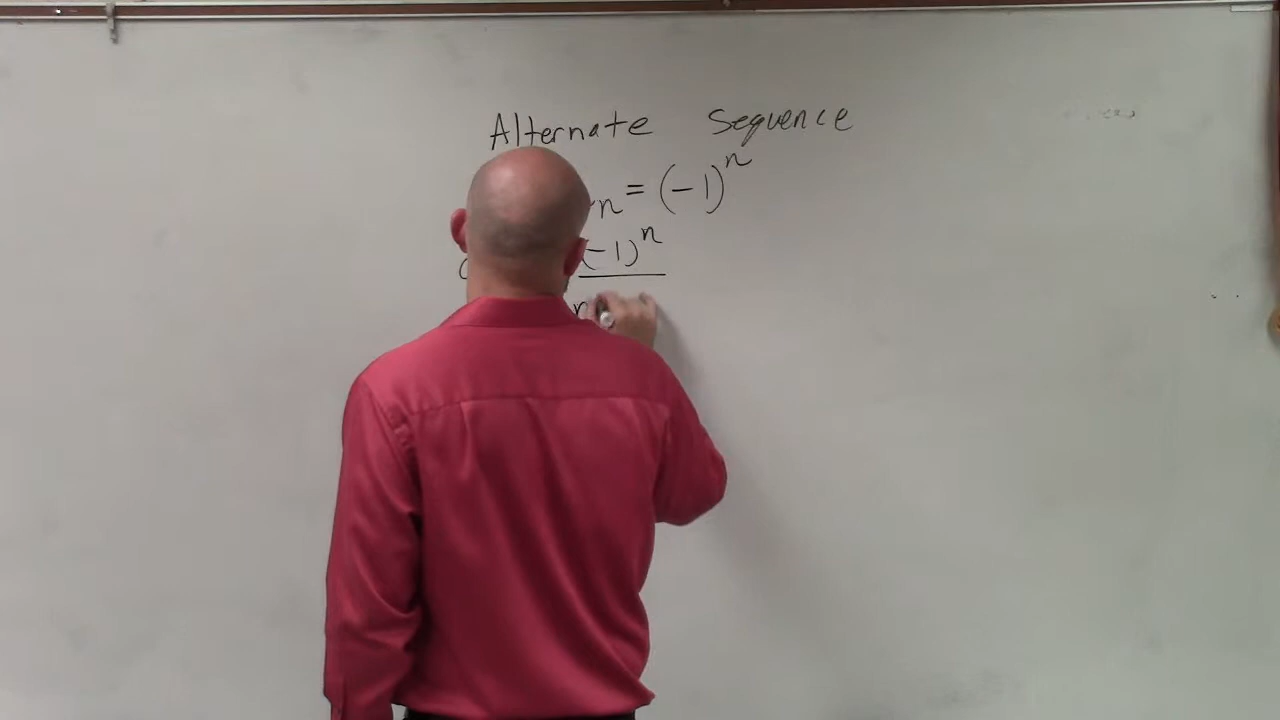 Alternate Sequence
n = (-1)^n
(-1)^n
n